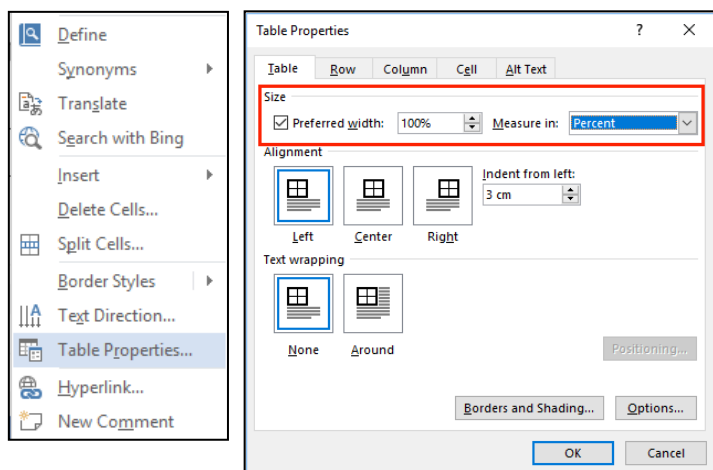 Define
Synonyms
Translate
Search with Bing
Insert
Delete Cells...
Split Cells...
Border Styles
Text Direction...
Table Properties...
Hyperlink...
New Comment
Table Properties ? ×
Table Row Column Cell Alt Text
Size
Preferred width: 100% Measure in: Percent
Alignment
Indent from left:
3 cm
Left Center Right
Text wrapping
None Around
Positioning...
Borders and Shading... Options...
OK Cancel